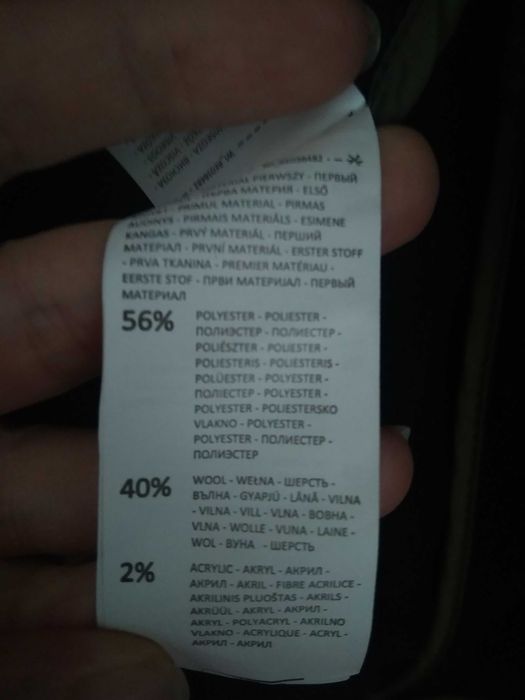 MATERIAL PIERWSZY - ПЕРВЫЙ
МАТЕРИЯ - ELSŐ
PRIMUL MATERIAL - PIRMAS
AUDINYS - PIRMAIS MATERIĀLS - ESIMENE
KANGAS - PRVÝ MATERIÁL - ПЕРШИЙ
МАТЕРІАЛ - PRVNÍ MATERIÁL - ERSTER STOFF
- PRVA TKANINA - PREMIER MATÉRIAU -
EERSTE STOF - ПРВИ МАТЕРИЈАЛ - ПЕРВЫЙ
МАТЕРИАЛ
56% POLYESTER - POLIESTER -
ПОЛИЭСТЕР - ПОЛИЕСТЕР -
POLIÉSZTER - POLIESTER -
POLIESTERIS - POLIESTERIS -
POLÜESTER - POLYESTER -
ПОЛІЕСТЕР - POLYESTER -
POLYESTER - POLIESTERSKO
VLAKNO - POLYESTER -
POLYESTER - ПОЛИЕСТЕР -
ПОЛИЭСТЕР
40% WOOL - WEŁNA - ШЕРСТЬ -
ВЪЛНА - GYAPJÚ - LÂNĂ - VILNA
- VILNA - VILL - VLNA - ВОВНА -
VLNA - WOLLE - VUNA - LAINE -
WOL - ВУНА - ШЕРСТЬ
2% ACRYLIC - AKRYL - АКРИЛ -
АКРИЛ - AKRIL - FIBRE ACRILICE -
AKRILINIS PLUOŠTAS - AKRILS -
AKRÜÜL - AKRYL - АКРИЛ -
AKRYL - POLYACRYL - AKRILNO
VLAKNO - ACRYLIQUE - ACRYL -
АКРИЛ - АКРИЛ